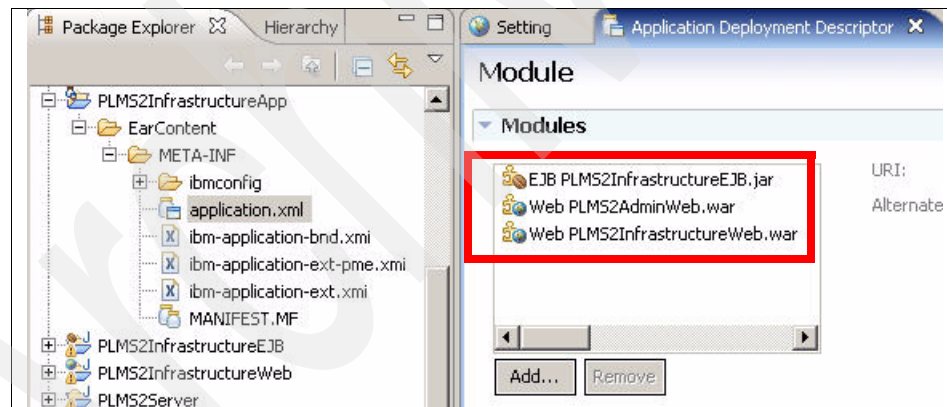 Package Explorer
Hierarchy
PLMS2InfrastructureApp
EarContent
META-INF
ibmconfig
application.xml
ibm-application-bnd.xmi
ibm-application-ext-pme.xmi
ibm-application-ext.xmi
MANIFEST.MF
PLMS2InfrastructureEJB
PLMS2InfrastructureWeb
PLMS2Server
Setting
Application Deployment Descriptor
Module
Modules
EJB PLMS2InfrastructureEJB.jar
Web PLMS2AdminWeb.war
Web PLMS2InfrastructureWeb.war
URI:
Alternate
Add...
Remove